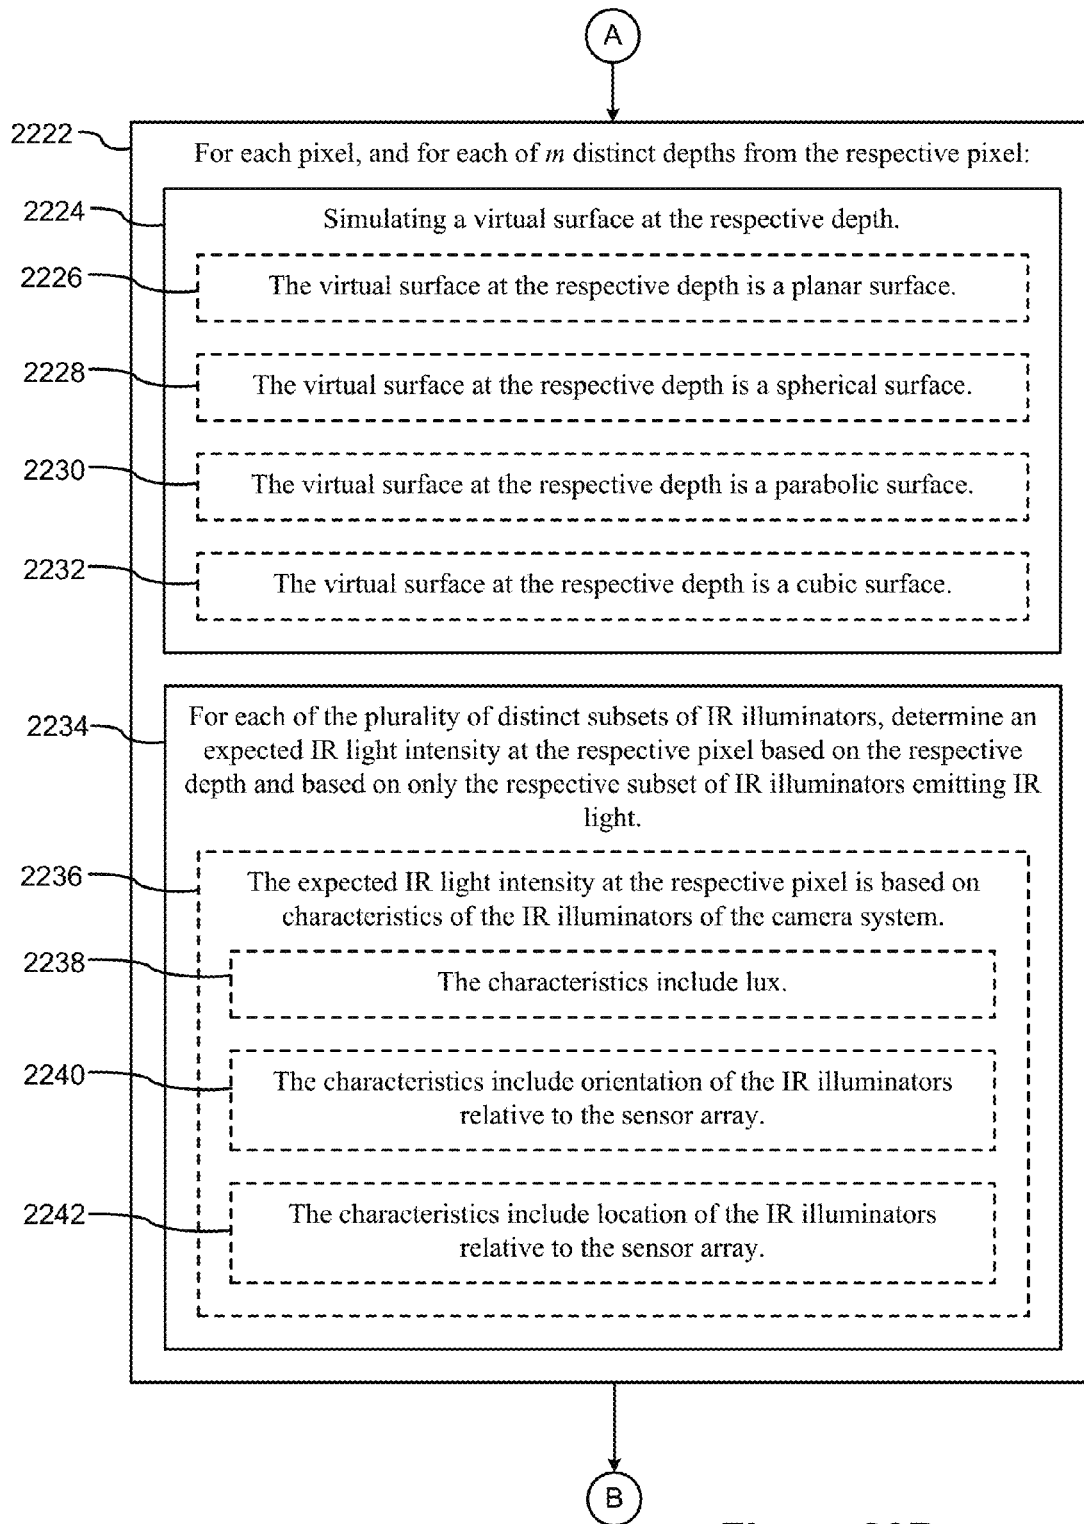 A
2222
For each pixel, and for each of m distinct depths from the respective pixel:
2224
Simulating a virtual surface at the respective depth.
2226
The virtual surface at the respective depth is a planar surface.
2228
The virtual surface at the respective depth is a spherical surface.
2230
The virtual surface at the respective depth is a parabolic surface.
2232
The virtual surface at the respective depth is a cubic surface.
2234
For each of the plurality of distinct subsets of IR illuminators, determine an
expected IR light intensity at the respective pixel based on the respective
depth and based on only the respective subset of IR illuminators emitting IR
light.
2236
The expected IR light intensity at the respective pixel is based on
characteristics of the IR illuminators of the camera system.
2238
The characteristics include lux.
2240
The characteristics include orientation of the IR illuminators
relative to the sensor array.
2242
The characteristics include location of the IR illuminators
relative to the sensor array.
B